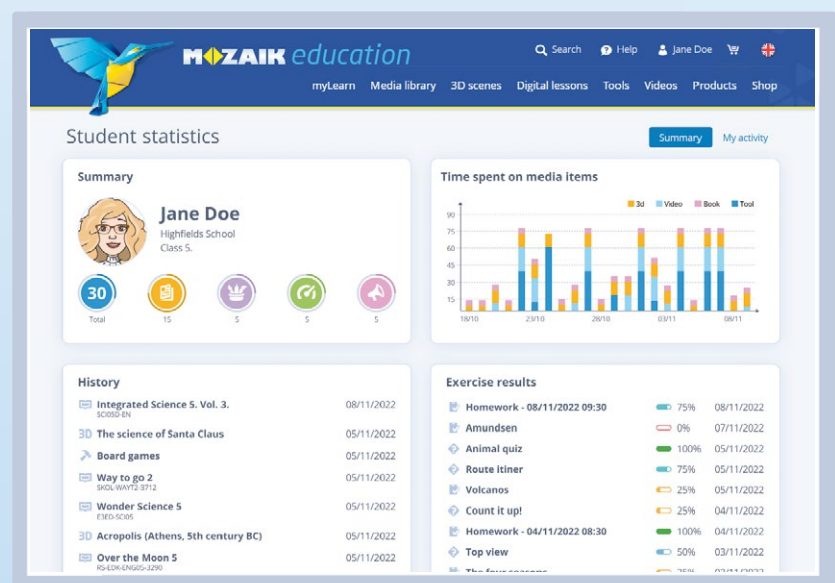 MOZAIK education
Search Help Jane Doe
myLearn Media library 3D scenes Digital lessons Tools Videos Products Shop
Student statistics
Summary My activity
Summary
Jane Doe
Highfields School
Class 5.
30
Total 15 5 5 5
Time spent on media items
3d Video Book Tool
90
75
60
45
30
15
18/10 23/10 28/10 03/11 08/11
History
Integrated Science 5. Vol. 3. 08/11/2022
SCI05D-EN
3D The science of Santa Claus 05/11/2022
Board games 05/11/2022
Way to go 2 05/11/2022
SKOL-WAYT2-3712
Wonder Science 5 05/11/2022
E3ED-SCI05
3D Acropolis (Athens, 5th century BC) 05/11/2022
Over the Moon 5 05/11/2022
RS-EDK-ENG05-3290
Exercise results
Homework - 08/11/2022 09:30 75% 08/11/2022
Amundsen 0% 07/11/2022
Animal quiz 100% 05/11/2022
Route itiner 75% 05/11/2022
Volcanos 25% 05/11/2022
Count it up! 25% 04/11/2022
Homework - 04/11/2022 08:30 100% 04/11/2022
Top view 50% 03/11/2022
The four seasons